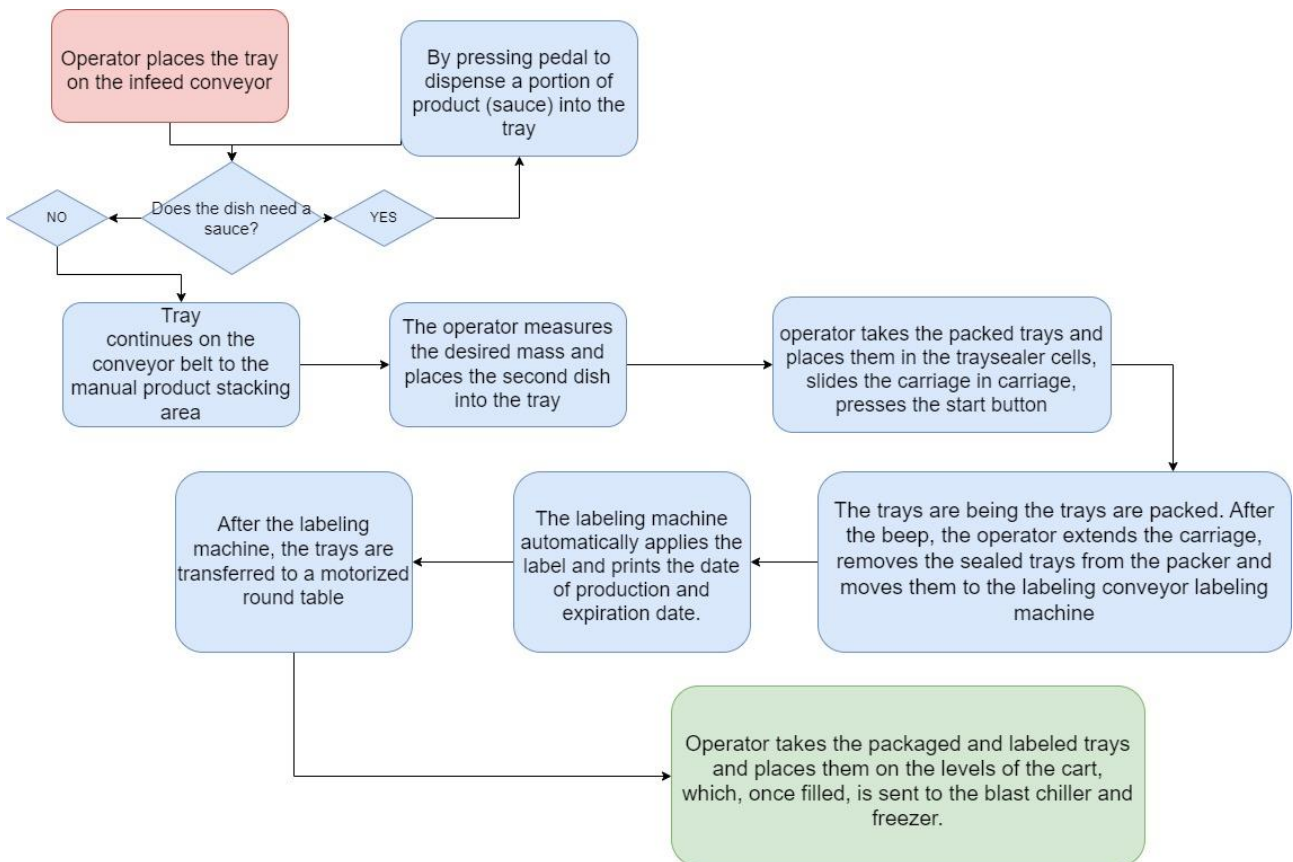 Operator places the tray
on the infeed conveyor
By pressing pedal to
dispense a portion of
product (sauce) into the
tray
Does the dish need a
sauce?
NO
YES
Tray
continues on the
conveyor belt to the
manual product stacking
area
The operator measures
the desired mass and
places the second dish
into the tray
operator takes the packed trays and
places them in the traysealer cells,
slides the carriage in carriage,
presses the start button
The trays are being the trays are packed. After
the beep, the operator extends the carriage,
removes the sealed trays from the packer and
moves them to the labeling conveyor labeling
machine
The labeling machine
automatically applies the
label and prints the date
of production and
expiration date.
After the labeling
machine, the trays are
transferred to a motorized
round table
Operator takes the packaged and labeled trays
and places them on the levels of the cart,
which, once filled, is sent to the blast chiller and
freezer.